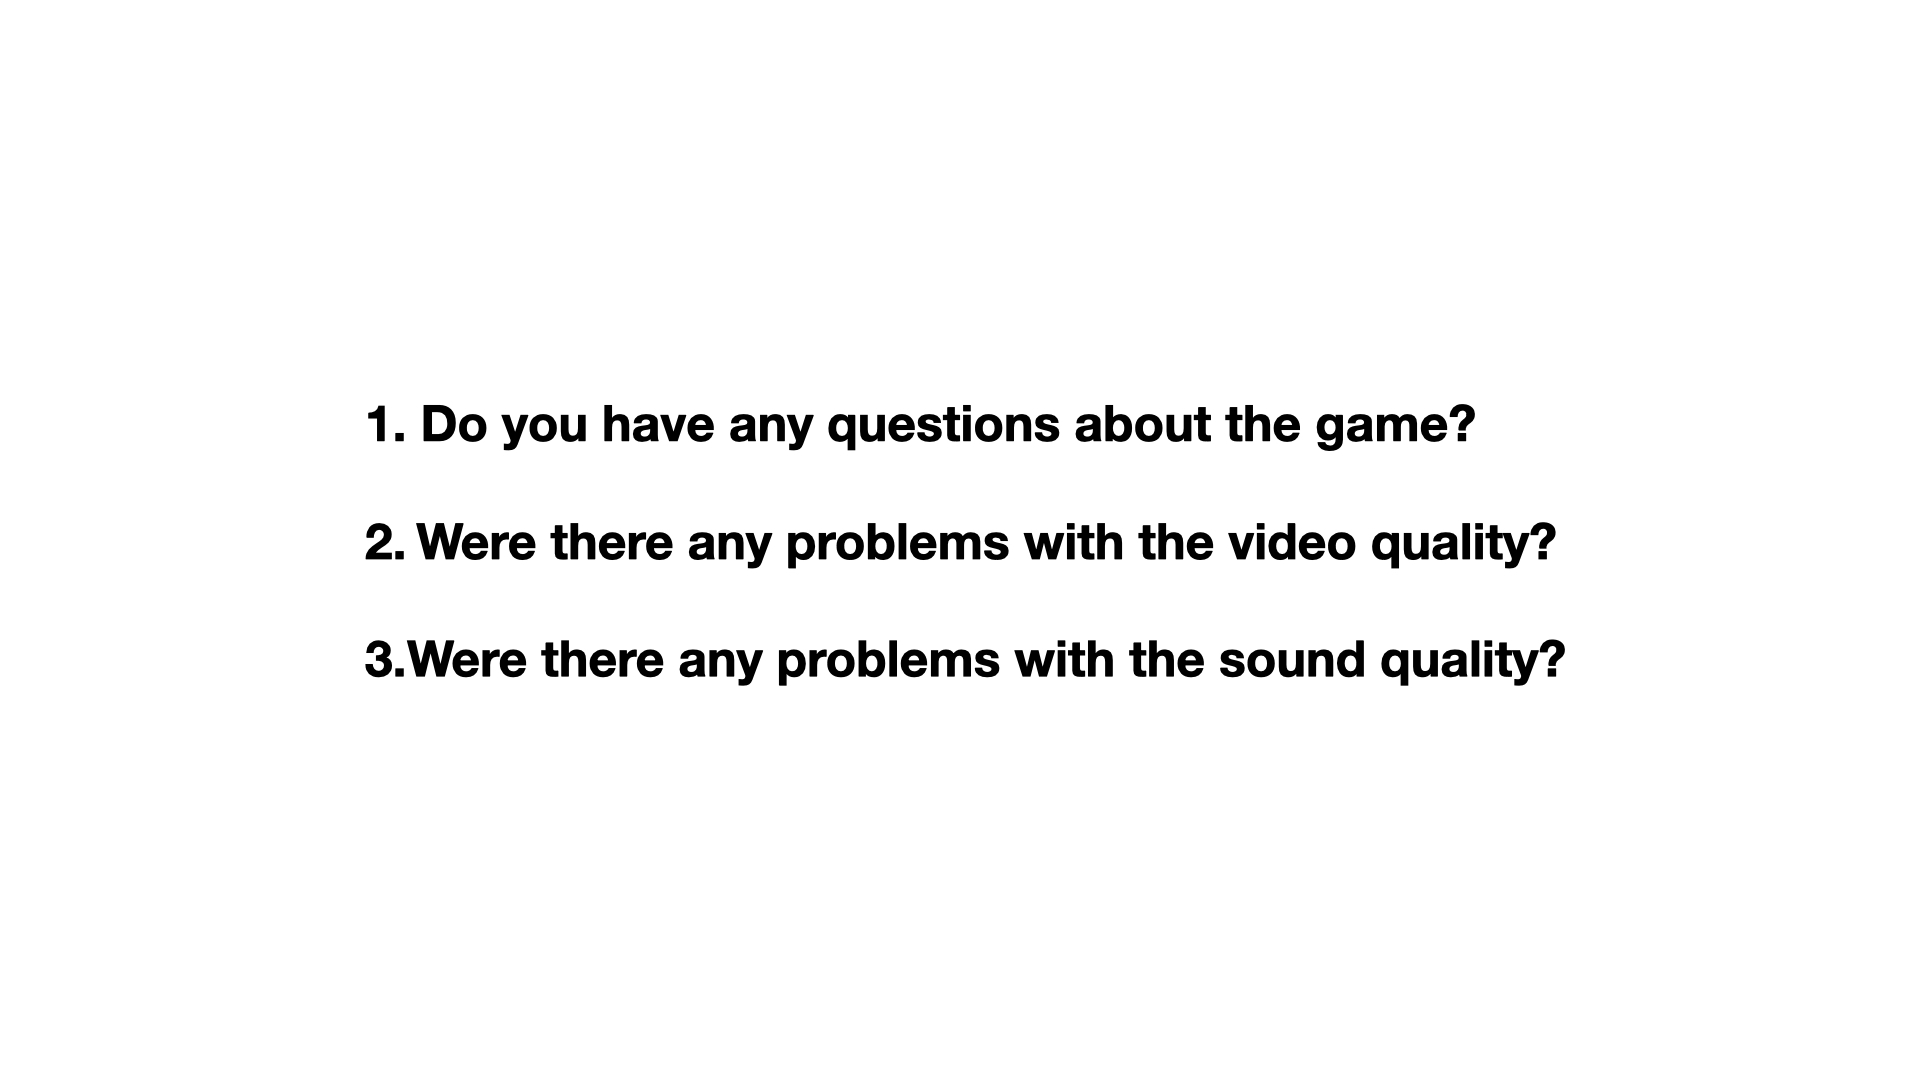 1. Do you have any questions about the game?
2. Were there any problems with the video quality?
3.Were there any problems with the sound quality?